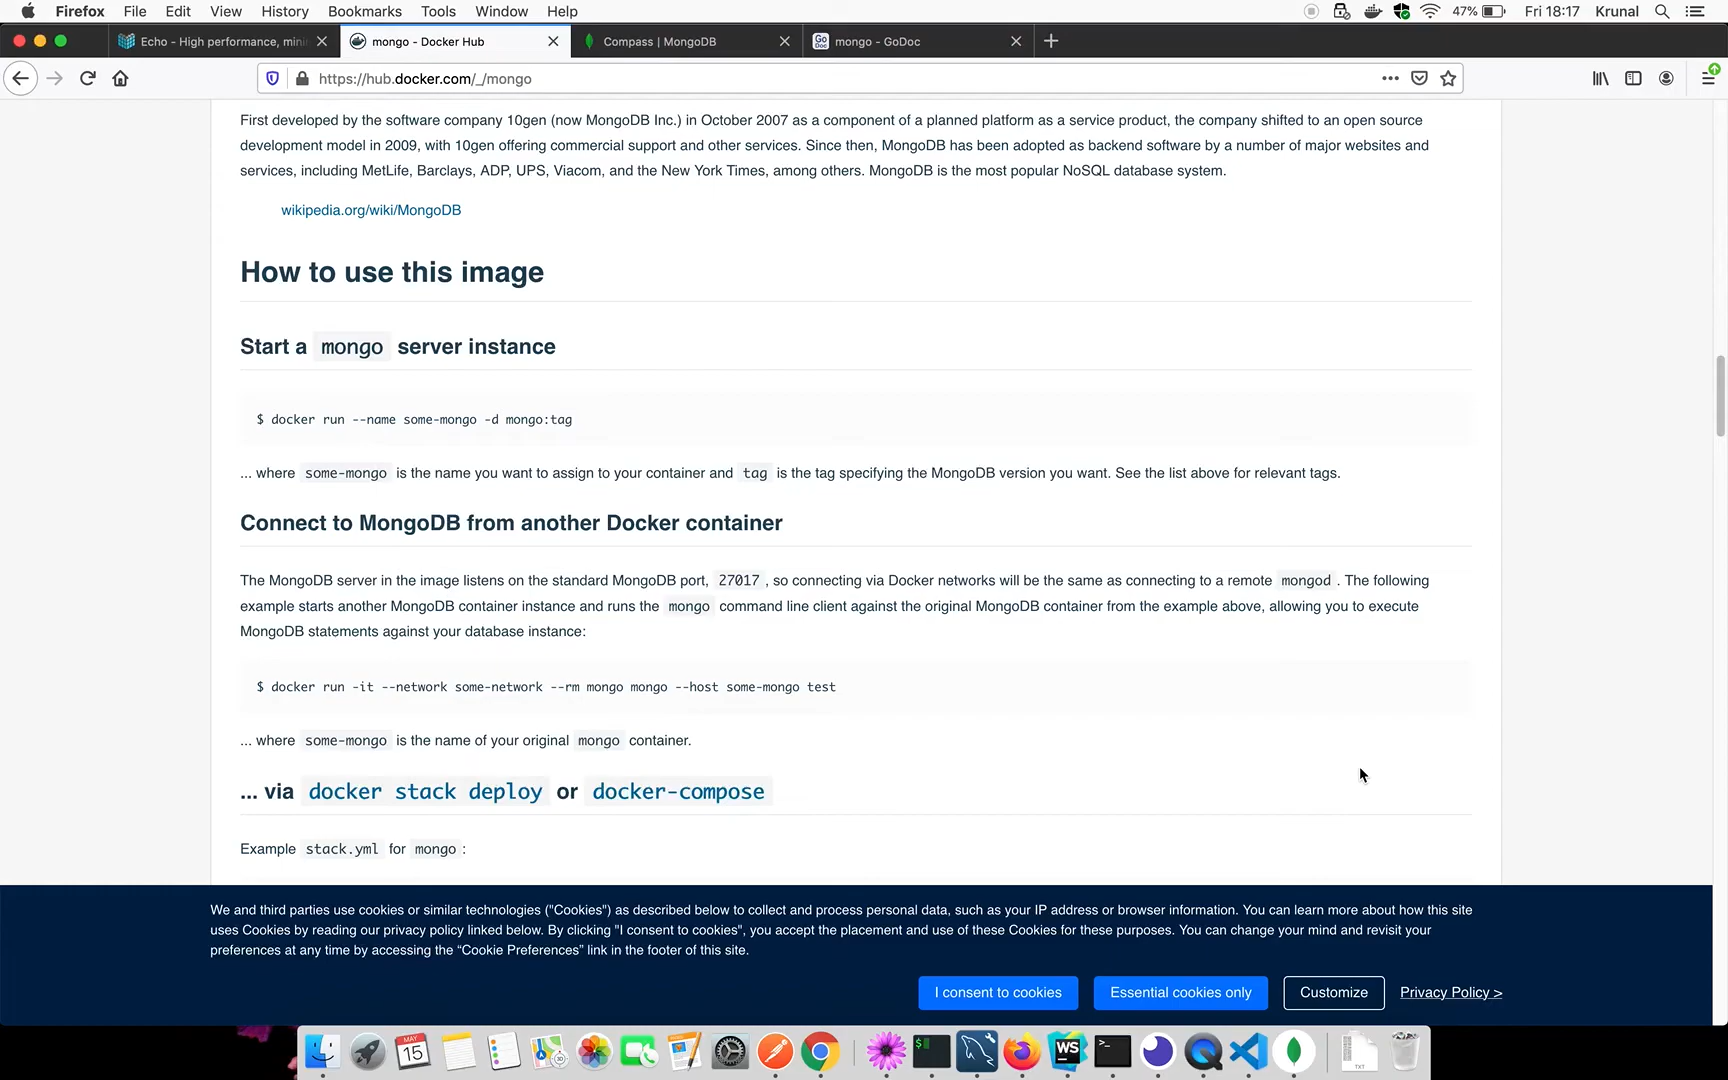 Firefox File Edit View History Bookmarks Tools Window Help 47% Fri 18:17 Krunal
Echo - High performance, mini
mongo - Docker Hub
Compass | MongoDB
GO DOC mongo - GoDoc
https://hub.docker.com/_/mongo
First developed by the software company 10gen (now MongoDB Inc.) in October 2007 as a component of a planned platform as a service product, the company shifted to an open source
development model in 2009, with 10gen offering commercial support and other services. Since then, MongoDB has been adopted as backend software by a number of major websites and
services, including MetLife, Barclays, ADP, UPS, Viacom, and the New York Times, among others. MongoDB is the most popular NoSQL database system.
wikipedia.org/wiki/MongoDB
How to use this image
Start a mongo server instance
$ docker run --name some-mongo -d mongo:tag
... where some-mongo is the name you want to assign to your container and tag is the tag specifying the MongoDB version you want. See the list above for relevant tags.
Connect to MongoDB from another Docker container
The MongoDB server in the image listens on the standard MongoDB port, 27017 , so connecting via Docker networks will be the same as connecting to a remote mongod . The following
example starts another MongoDB container instance and runs the mongo command line client against the original MongoDB container from the example above, allowing you to execute
MongoDB statements against your database instance:
$ docker run -it --network some-network --rm mongo mongo --host some-mongo test
... where some-mongo is the name of your original mongo container.
... via docker stack deploy or docker-compose
Example stack.yml for mongo :
We and third parties use cookies or similar technologies ("Cookies") as described below to collect and process personal data, such as your IP address or browser information. You can learn more about how this site
uses Cookies by reading our privacy policy linked below. By clicking "I consent to cookies", you accept the placement and use of these Cookies for these purposes. You can change your mind and revisit your
preferences at any time by accessing the “Cookie Preferences” link in the footer of this site.
I consent to cookies
Essential cookies only
Customize
Privacy Policy >
MAY
15
WS
TXT